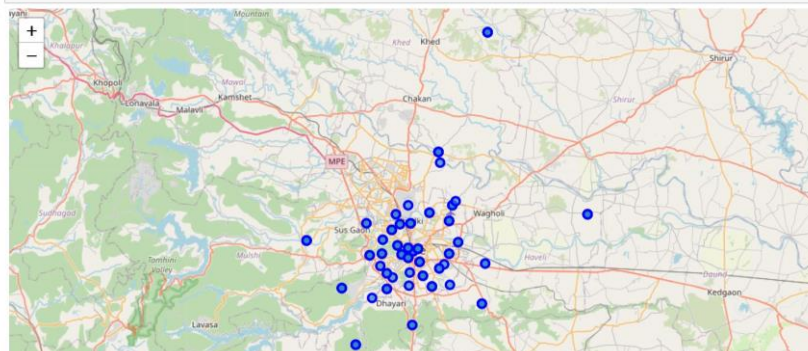 +
−
Mountain
Khed
Khed
Khalapur
Shirur
Khopoli
Mawal
Kamshet
Lonavala
Malavli
Chakan
Shirur
MPE
Wagholi
Sudhagad
Sus Gaon
Mulshi
Haveli
Tamhini
Valley
Daund
Kedgaon
Dhayari
Lavasa